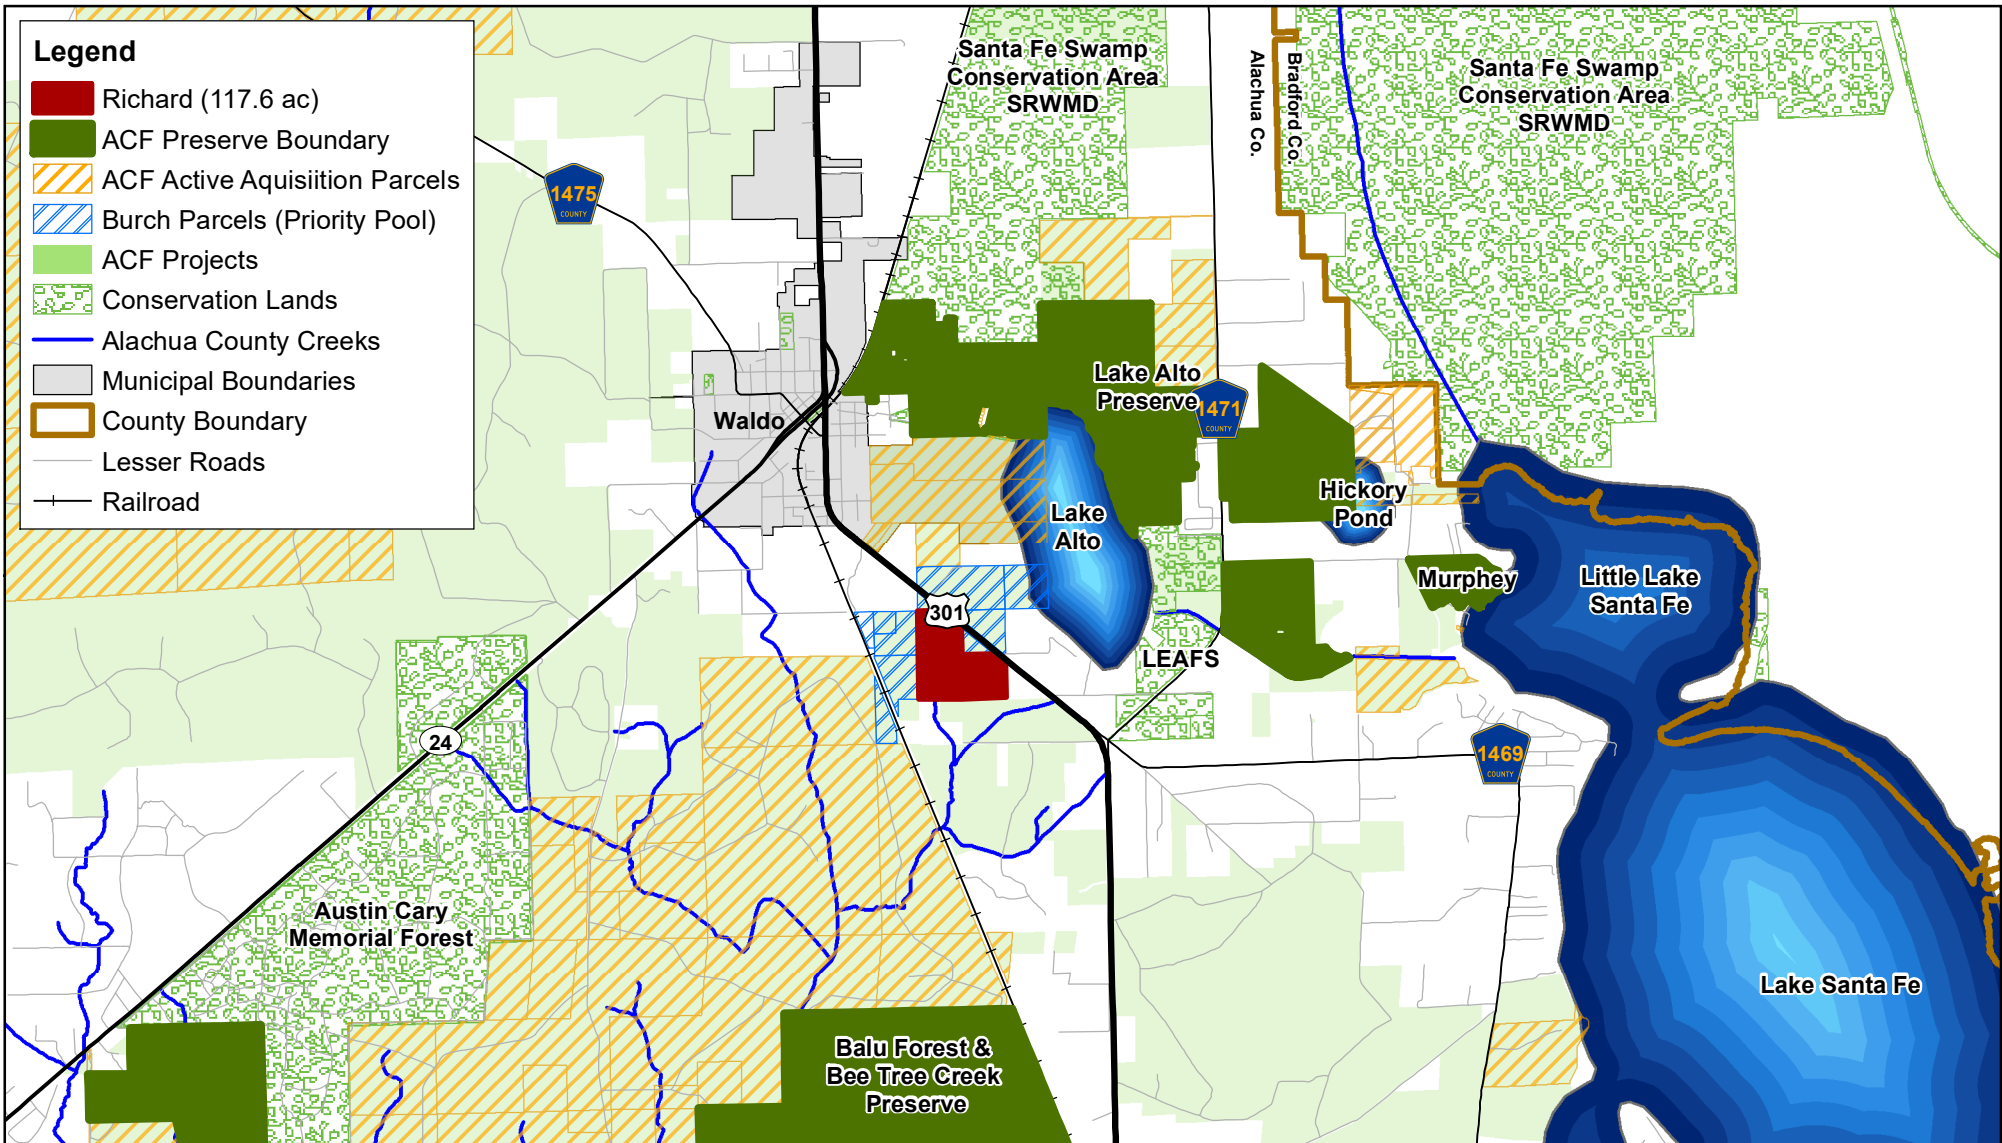 Legend
Richard (117.6 ac)
ACF Preserve Boundary
ACF Active Aquisiition Parcels
Burch Parcels (Priority Pool)
ACF Projects
Conservation Lands
Alachua County Creeks
Municipal Boundaries
County Boundary
Lesser Roads
Railroad
Santa Fe Swamp
Conservation Area
SRWMD
Alachua Co.
Bradford Co.
Santa Fe Swamp
Conservation Area
SRWMD
1475
COUNTY
Waldo
Lake Alto
Preserve
1471
COUNTY
Lake
Alto
Hickory
Pond
Murphey
Little Lake
Santa Fe
301
LEAFS
24
1469
COUNTY
Austin Cary
Memorial Forest
Lake Santa Fe
Balu Forest &
Bee Tree Creek
Preserve